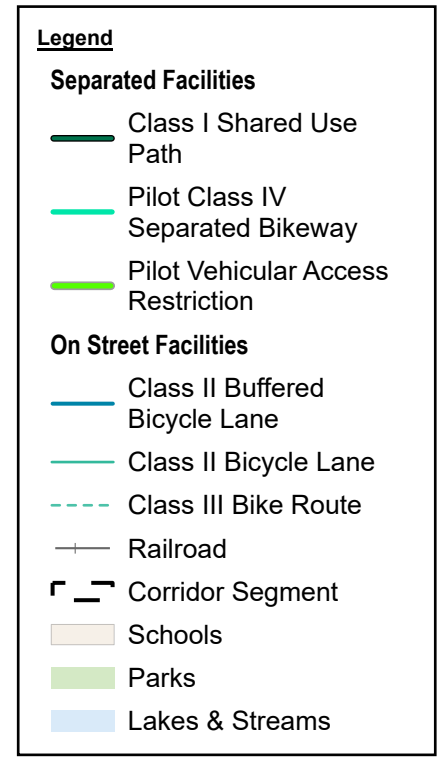 Legend
Separated Facilities
Class I Shared Use
Path
Pilot Class IV
Separated Bikeway
Pilot Vehicular Access
Restriction
On Street Facilities
Class II Buffered
Bicycle Lane
Class II Bicycle Lane
Class III Bike Route
Railroad
Corridor Segment
Schools
Parks
Lakes & Streams